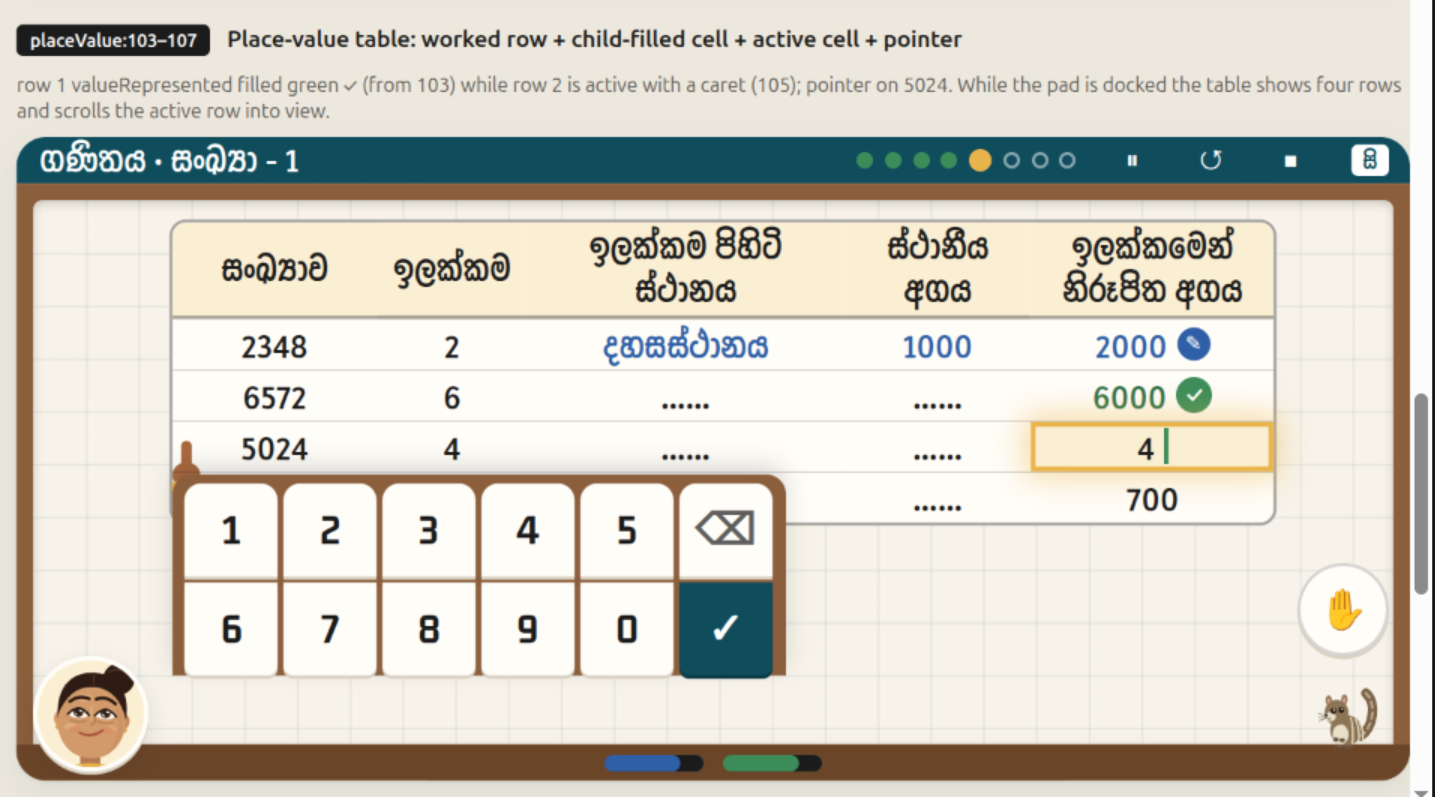 placeValue:103–107 Place-value table: worked row + child-filled cell + active cell + pointer
row 1 valueRepresented filled green ✓ (from 103) while row 2 is active with a caret (105); pointer on 5024. While the pad is docked the table shows four rows
and scrolls the active row into view.
ගණිතය · සංඛ්‍යා - 1 සිං
සංඛ්‍යාව ඉලක්කම ඉලක්කම පිහිටි ස්ථානය ස්ථානීය අගය ඉලක්කමෙන් නිරූපිත අගය
2348 2 දහසස්ථානය 1000 2000
6572 6 ...... ...... 6000 ✓
5024 4 ...... ...... 4
...... 700
1 2 3 4 5 ⌫
6 7 8 9 0 ✓